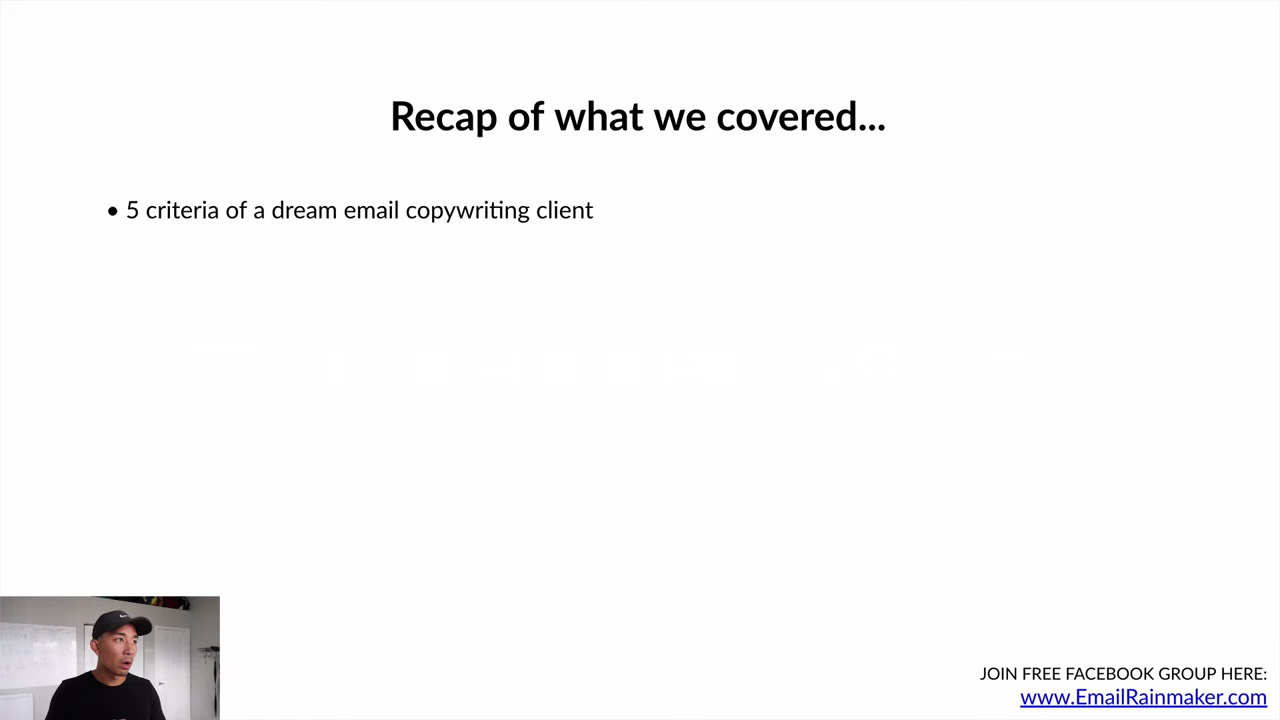 Recap of what we covered...
• 5 criteria of a dream email copywriting client
JOIN FREE FACEBOOK GROUP HERE:
www.EmailRainmaker.com